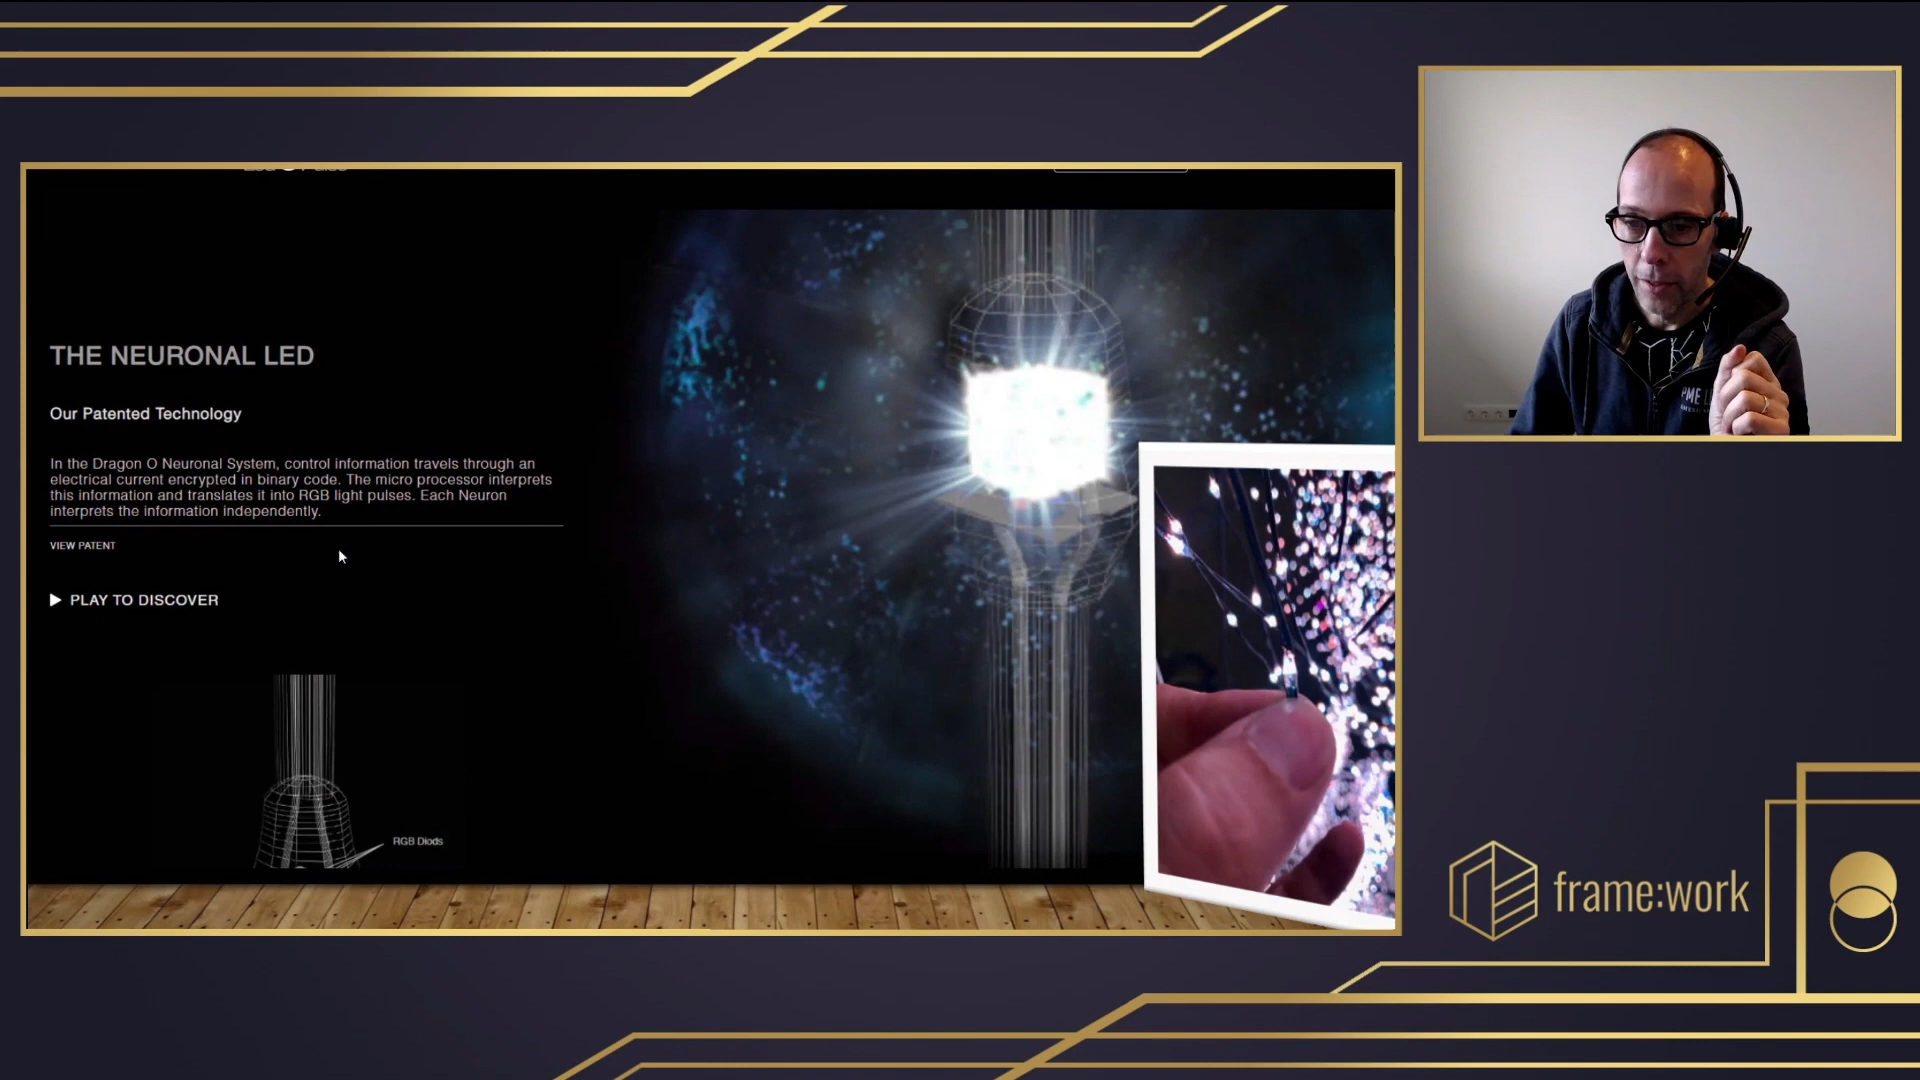 THE NEURONAL LED
Our Patented Technology
In the Dragon O Neuronal System, control information travels through an
electrical current encrypted in binary code. The micro processor interprets
this information and translates it into RGB light pulses. Each Neuron
interprets the information independently.
VIEW PATENT
PLAY TO DISCOVER
RGB Diods
frame:work